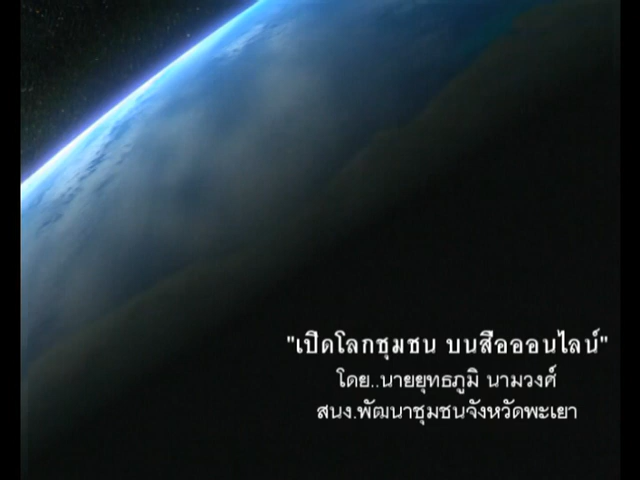 "เปิดโลกชุมชน บนสือออนไลน์"
โดย..นายยุทธภูมิ นามวงศ์
สนง.พัฒนาชุมชนจังหวัดพะเยา